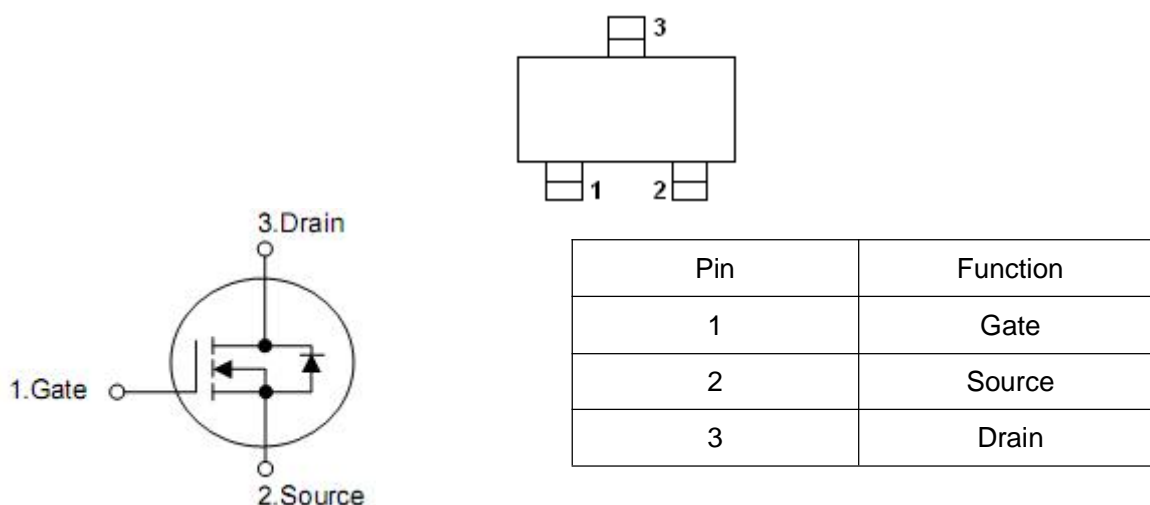 3
1 2
3.Drain
1.Gate
2.Source
Pin Function
1 Gate
2 Source
3 Drain